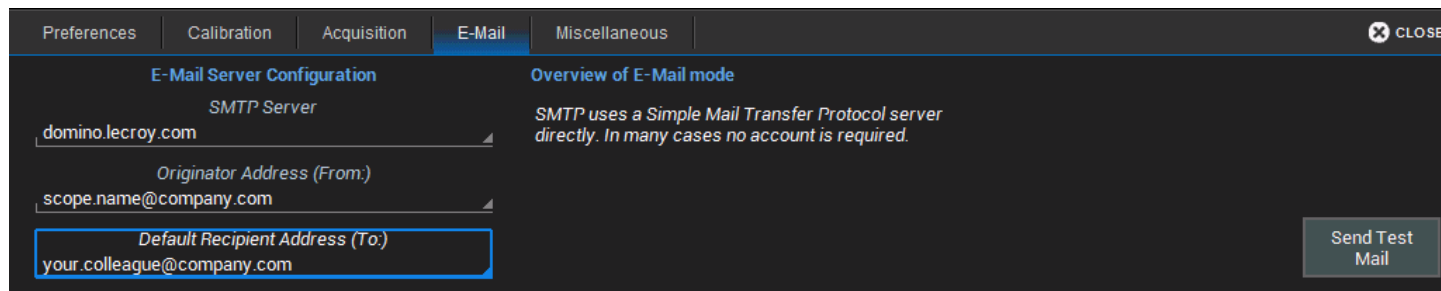 Preferences Calibration Acquisition E-Mail Miscellaneous CLOSE
E-Mail Server Configuration
SMTP Server
domino.lecroy.com
Originator Address (From:)
scope.name@company.com
Default Recipient Address (To:)
your.colleague@company.com
Overview of E-Mail mode
SMTP uses a Simple Mail Transfer Protocol server
directly. In many cases no account is required.
Send Test
Mail